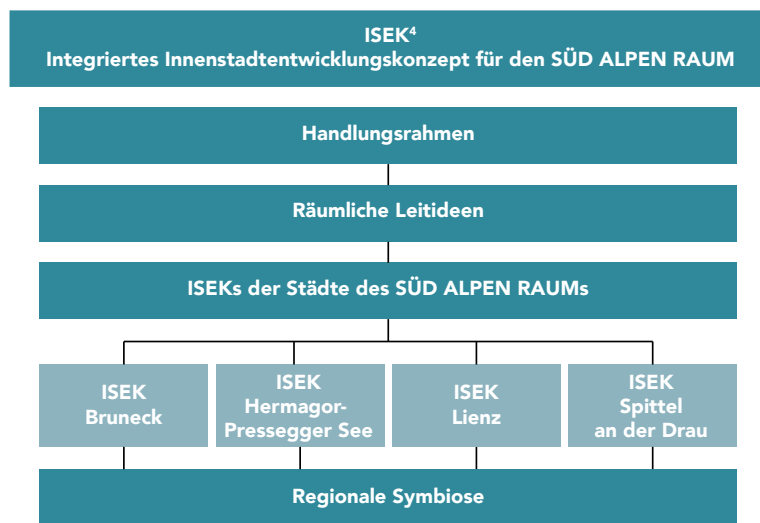 ISEK⁴
Integriertes Innenstadtentwicklungskonzept für den SÜD ALPEN RAUM
Handlungsrahmen
Räumliche Leitideen
ISEKs der Städte des SÜD ALPEN RAUMs
ISEK
Bruneck
ISEK
Hermagor-
Pressegger See
ISEK
Lienz
ISEK
Spittel
an der Drau
Regionale Symbiose